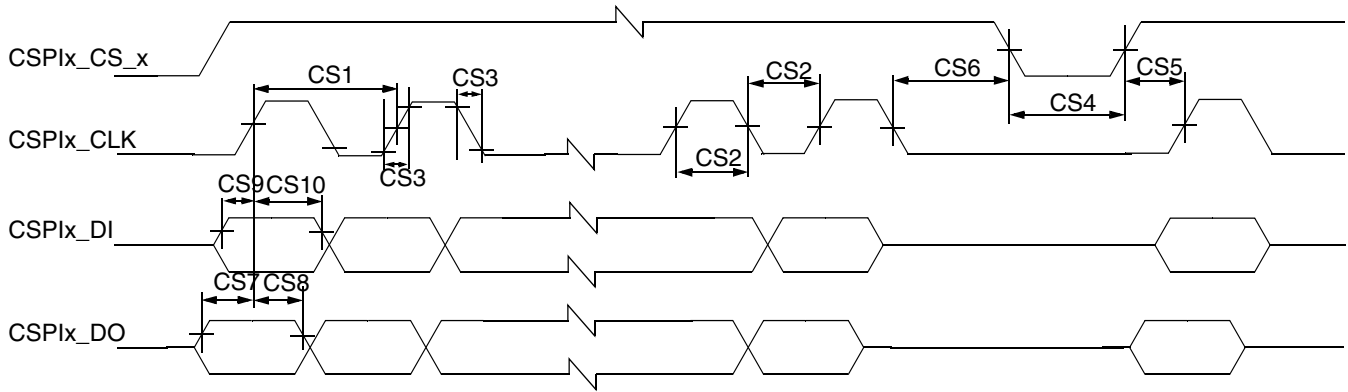 CSPIx_CS_x
CS1
CS3
CS2
CS6
CS5
CS4
CSPIx_CLK
CS3
CS2
CS9
CS10
CSPIx_DI
CS7
CS8
CSPIx_DO